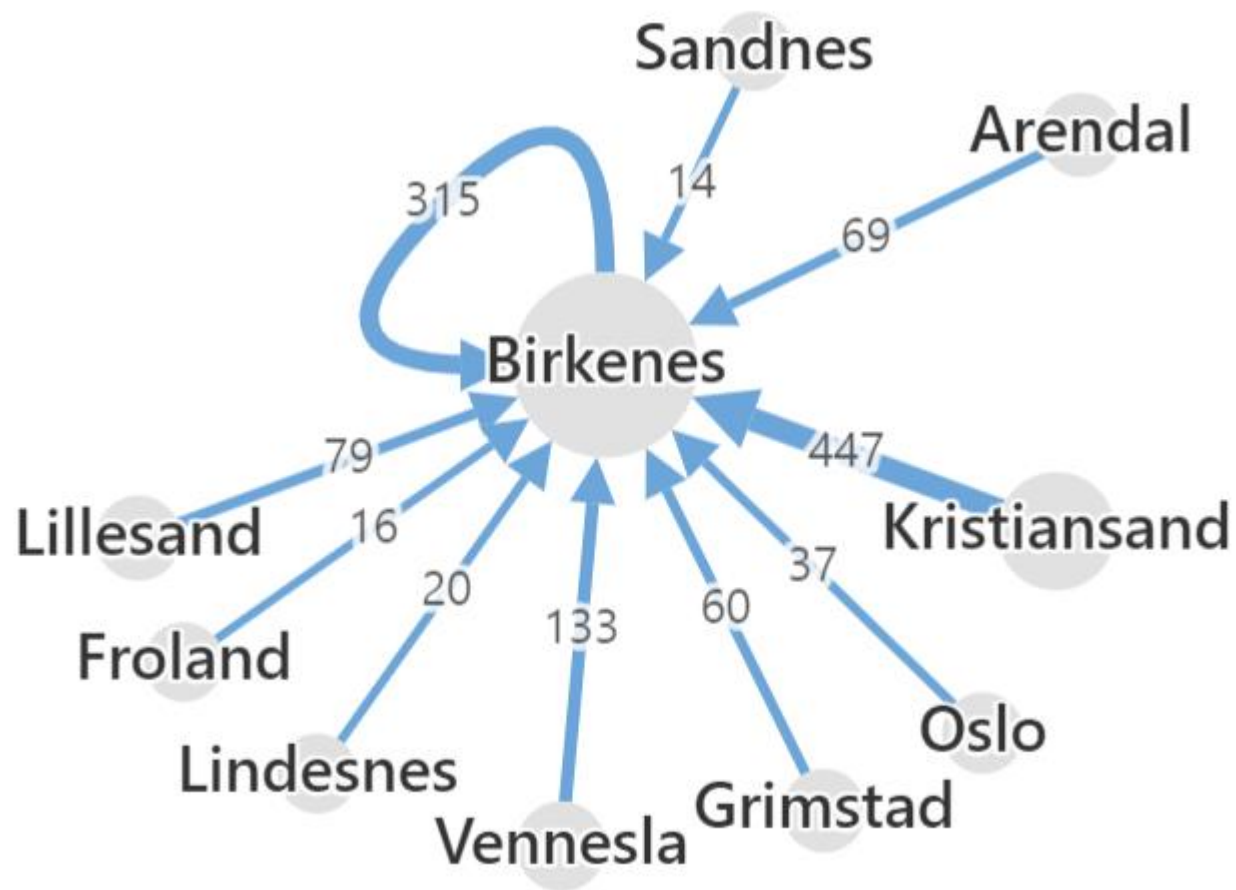 Sandnes
Arendal
14
315
69
Birkenes
447
79
Kristiansand
Lillesand
16
37
20
60
133
Froland
Oslo
Lindesnes
Grimstad
Vennesla